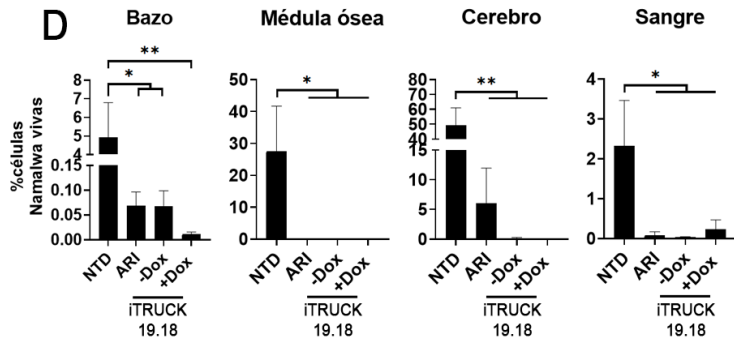 D
Bazo
Médula ósea
Cerebro
Sangre
%células
Namalwa vivas
**
*
8
7
6
5
4
0.15
0.10
0.05
0.00
NTD
ARI
-Dox
+Dox
iTRUCK
19.18
*
50
40
30
20
10
0
NTD
ARI
-Dox
+Dox
iTRUCK
19.18
**
80
70
60
50
40
15
10
5
0
NTD
ARI
-Dox
+Dox
iTRUCK
19.18
*
4
3
2
1
0
NTD
ARI
-Dox
+Dox
iTRUCK
19.18